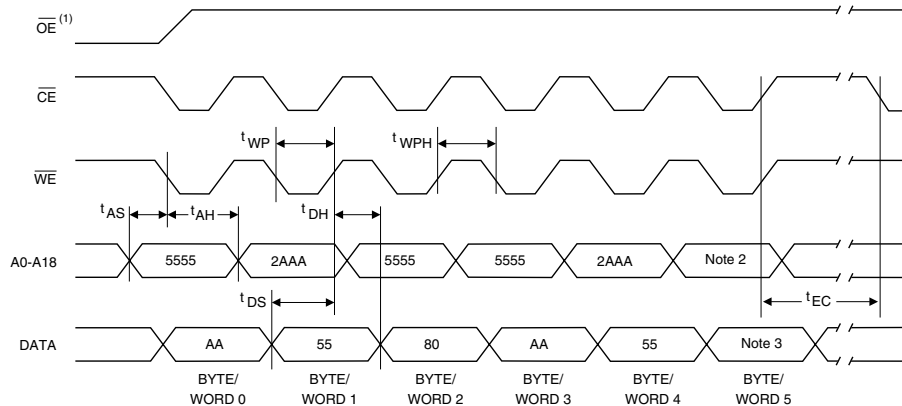 OE (1)
CE
t WP
t WPH
WE
t AS
t AH
t DH
A0-A18
5555
2AAA
5555
5555
2AAA
Note 2
t DS
t EC
DATA
AA
55
80
AA
55
Note 3
BYTE/
WORD 0
BYTE/
WORD 1
BYTE/
WORD 2
BYTE/
WORD 3
BYTE/
WORD 4
BYTE/
WORD 5